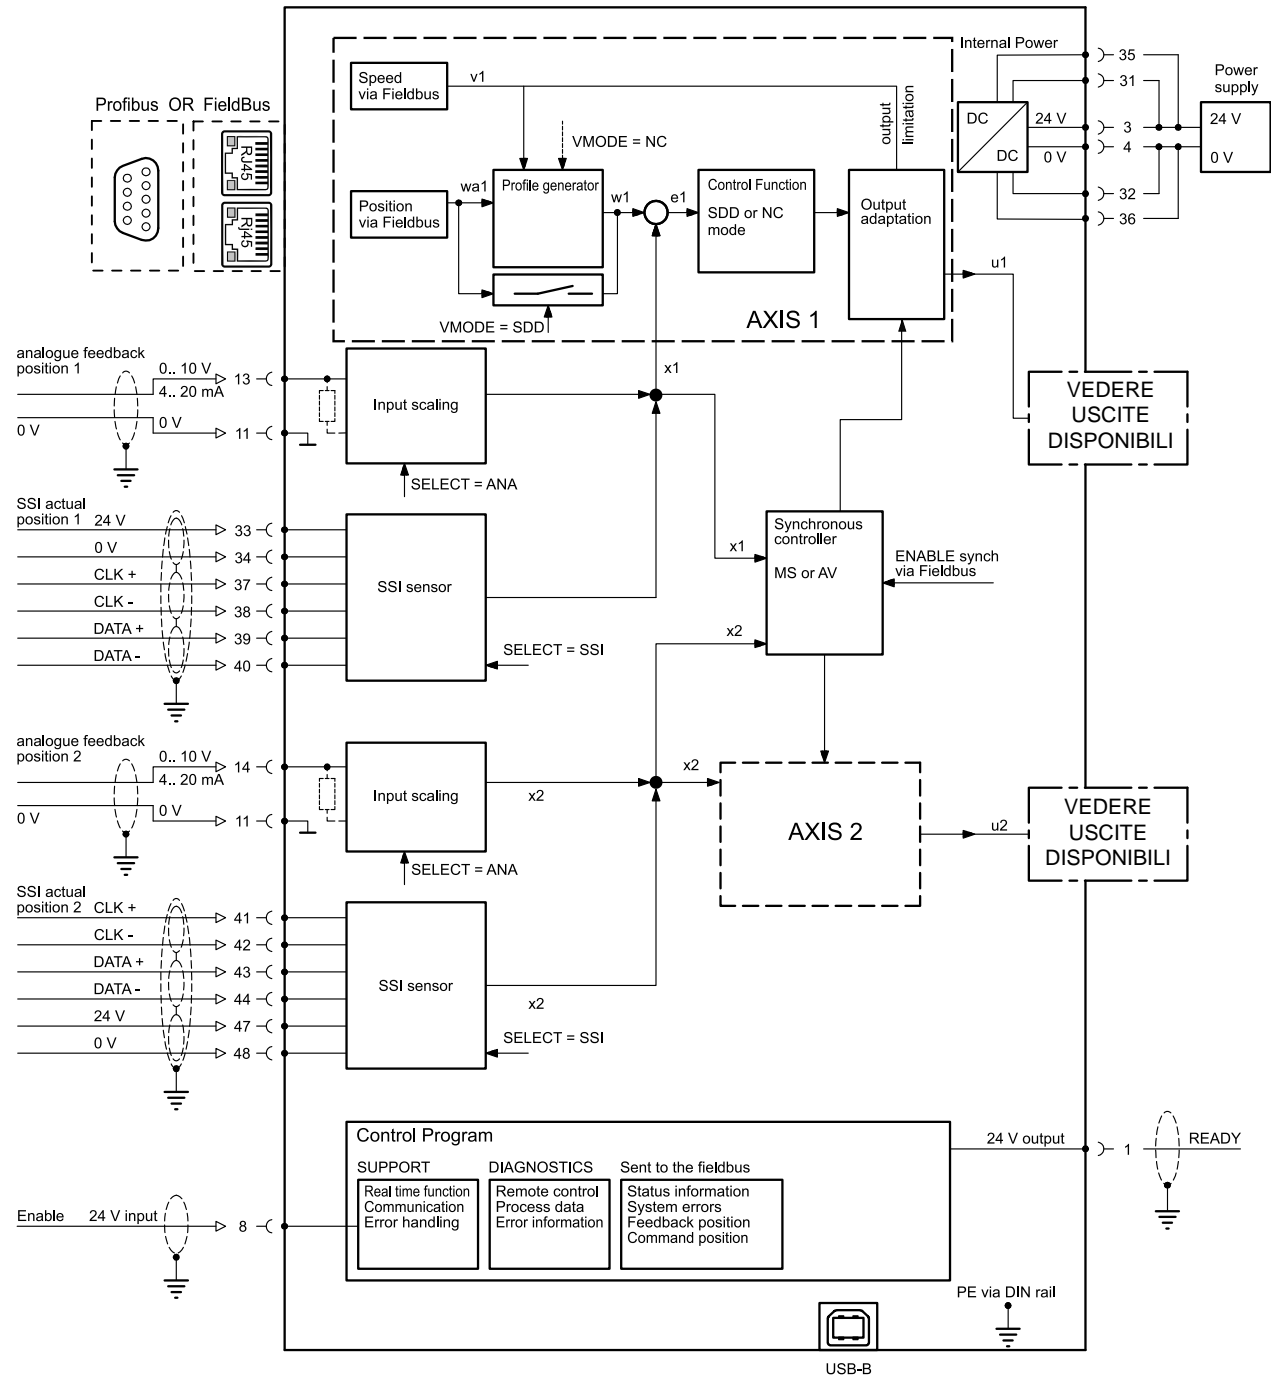 Internal Power
35
31
Power
supply
24 V
3
24 V
DC
DC
0 V
4
0 V
32
36
Profibus OR FieldBus
RJ45
Rj45
Speed
via Fieldbus
v1
output
limitation
VMODE = NC
Position
via Fieldbus
wa1
Profile generator
w1
e1
Control Function
SDD or NC
mode
Output
adaptation
u1
VMODE = SDD
AXIS 1
analogue feedback
position 1
0.. 10 V
4.. 20 mA
13
0 V
0 V
11
Input scaling
x1
SELECT = ANA
VEDERE
USCITE
DISPONIBILI
SSI actual
position 1
24 V
33
0 V
34
CLK +
37
CLK -
38
DATA +
39
DATA -
40
SSI sensor
SELECT = SSI
x1
x2
Synchronous
controller
MS or AV
ENABLE synch
via Fieldbus
analogue feedback
position 2
0.. 10 V
4.. 20 mA
14
0 V
0 V
11
Input scaling
x2
x2
SELECT = ANA
AXIS 2
u2
VEDERE
USCITE
DISPONIBILI
SSI actual
position 2
CLK +
41
CLK -
42
DATA +
43
DATA -
44
24 V
47
0 V
48
SSI sensor
x2
SELECT = SSI
Control Program
SUPPORT
Real time function
Communication
Error handling
DIAGNOSTICS
Remote control
Process data
Error information
Sent to the fieldbus
Status information
System errors
Feedback position
Command position
24 V output
1
READY
Enable
24 V input
8
PE via DIN rail
USB-B